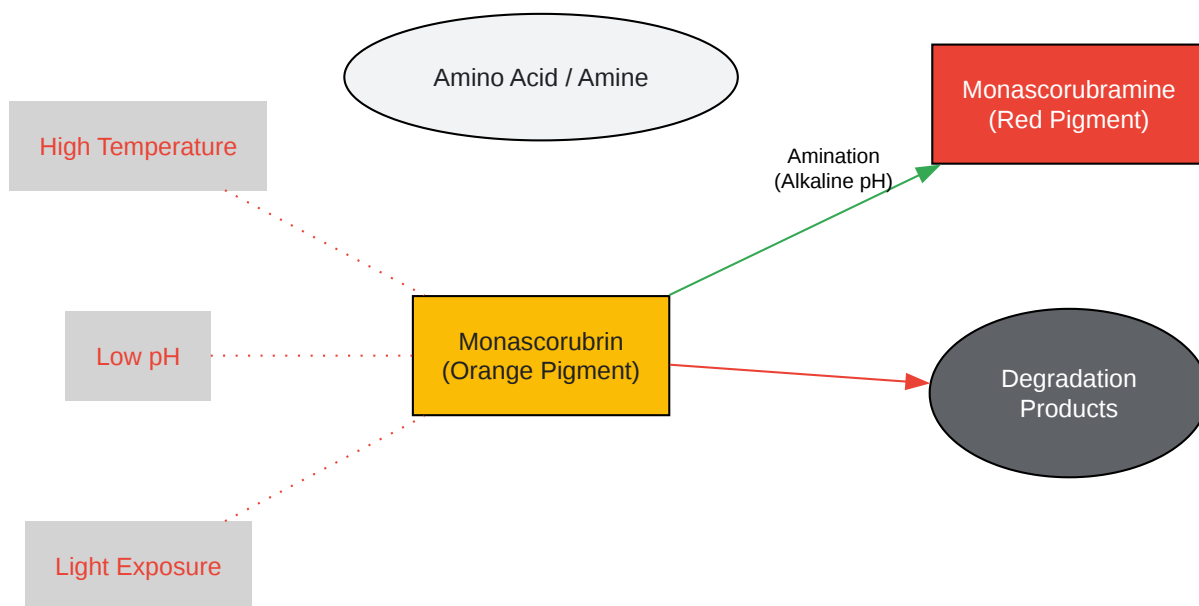 Amino Acid / Amine
Monascorubramine
(Red Pigment)
High Temperature
Amination
(Alkaline pH)
Low pH
Monascorubrin
(Orange Pigment)
Degradation
Products
Light Exposure